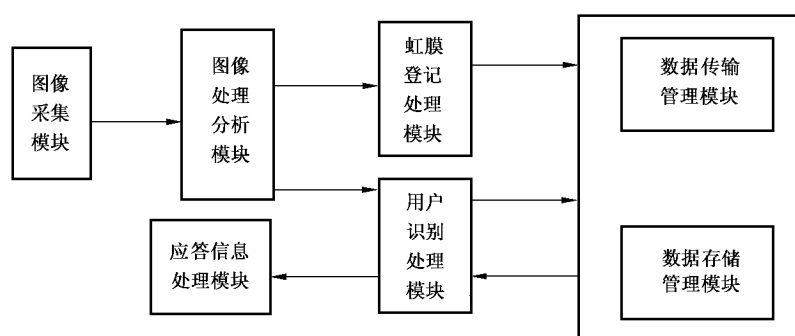 图像
采集
模块
图像
处理
分析
模块
虹膜
登记
处理
模块
数据传输
管理模块
用户
识别
处理
模块
应答信息
处理模块
数据存储
管理模块